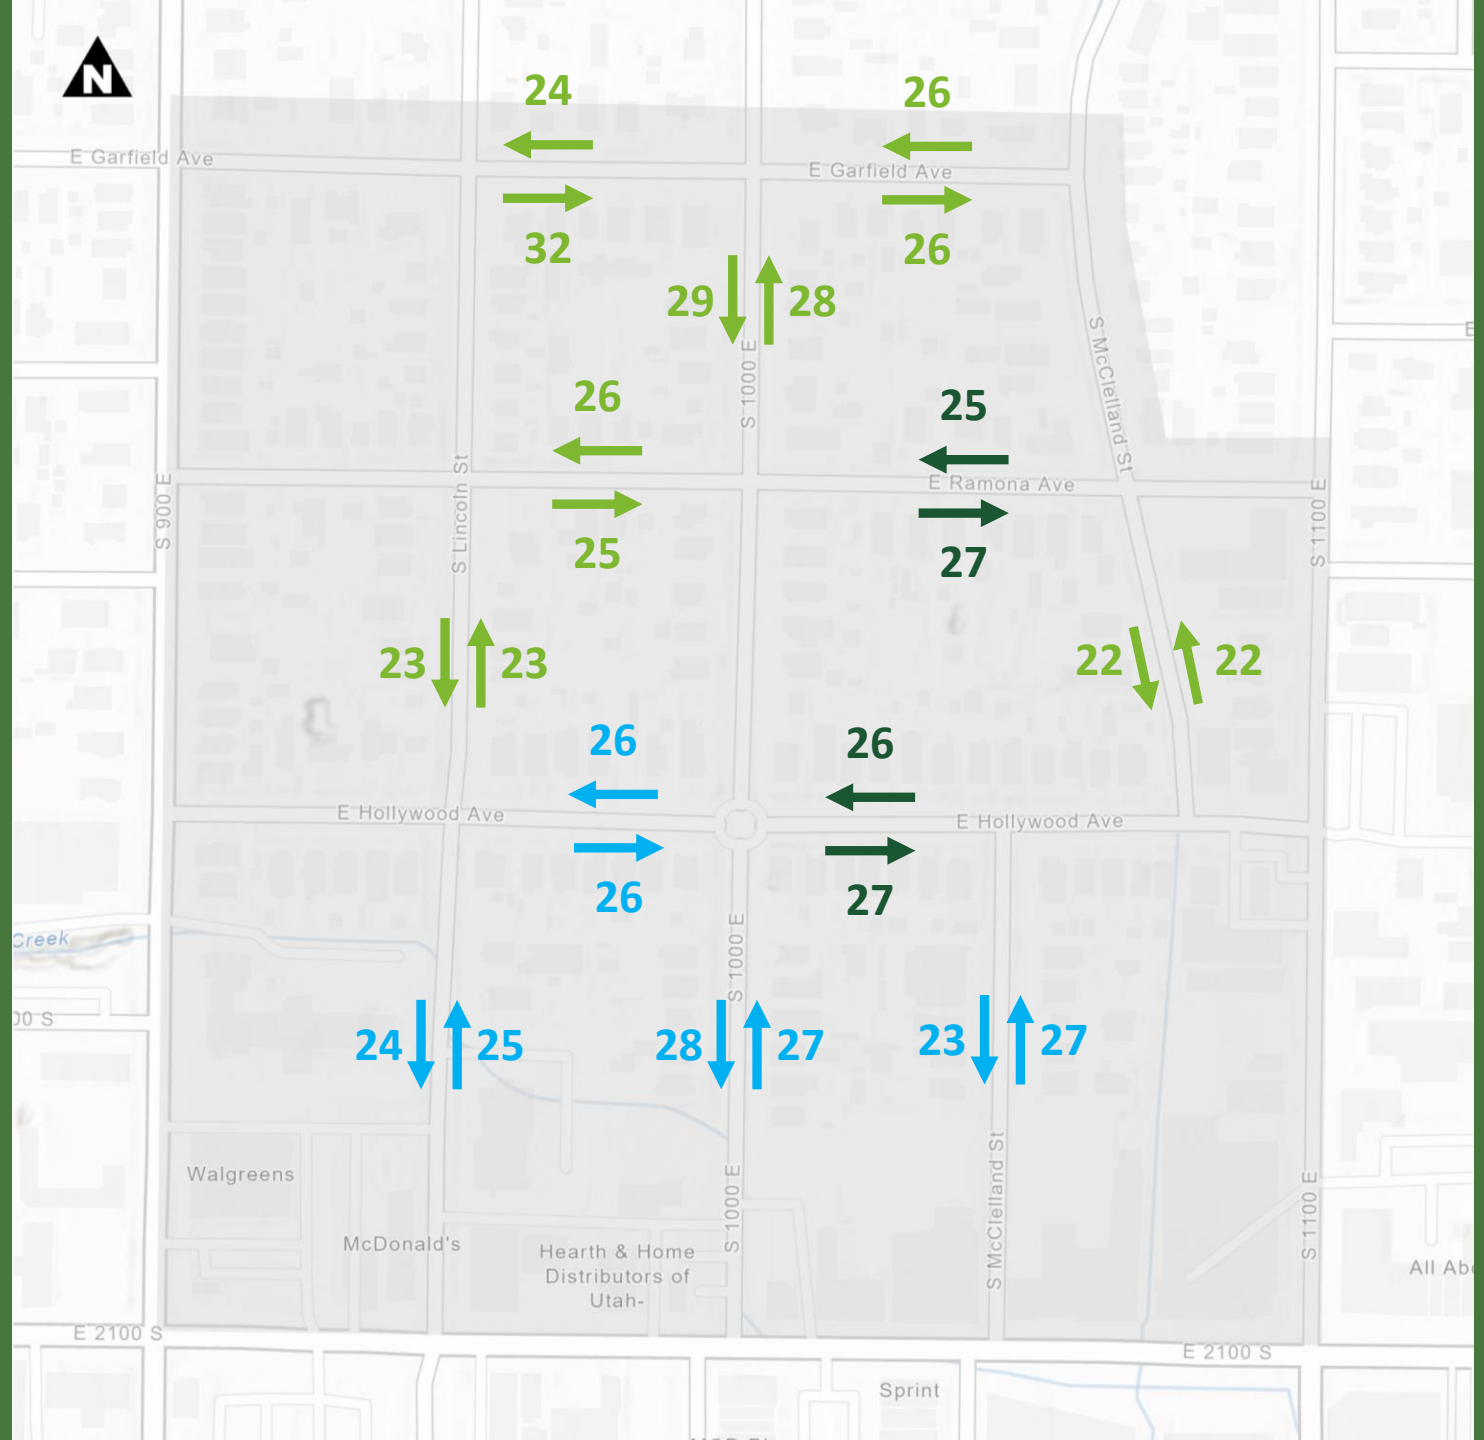 N
24
26
E Garfield Ave
E Garfield Ave
32
26
29
28
S McClelland St
S 1000 E
26
25
E Ramona Ave
S Lincoln St
S 900 E
S 1100 E
25
27
23
23
22
22
26
26
E Hollywood Ave
E Hollywood Ave
26
27
Creek
S 1000 E
00 S
24
25
28
27
23
27
Walgreens
S McClelland St
S 1000 E
S 1100 E
McDonald's
Hearth & Home
Distributors of
Utah-
All Abo
E 2100 S
E 2100 S
Sprint